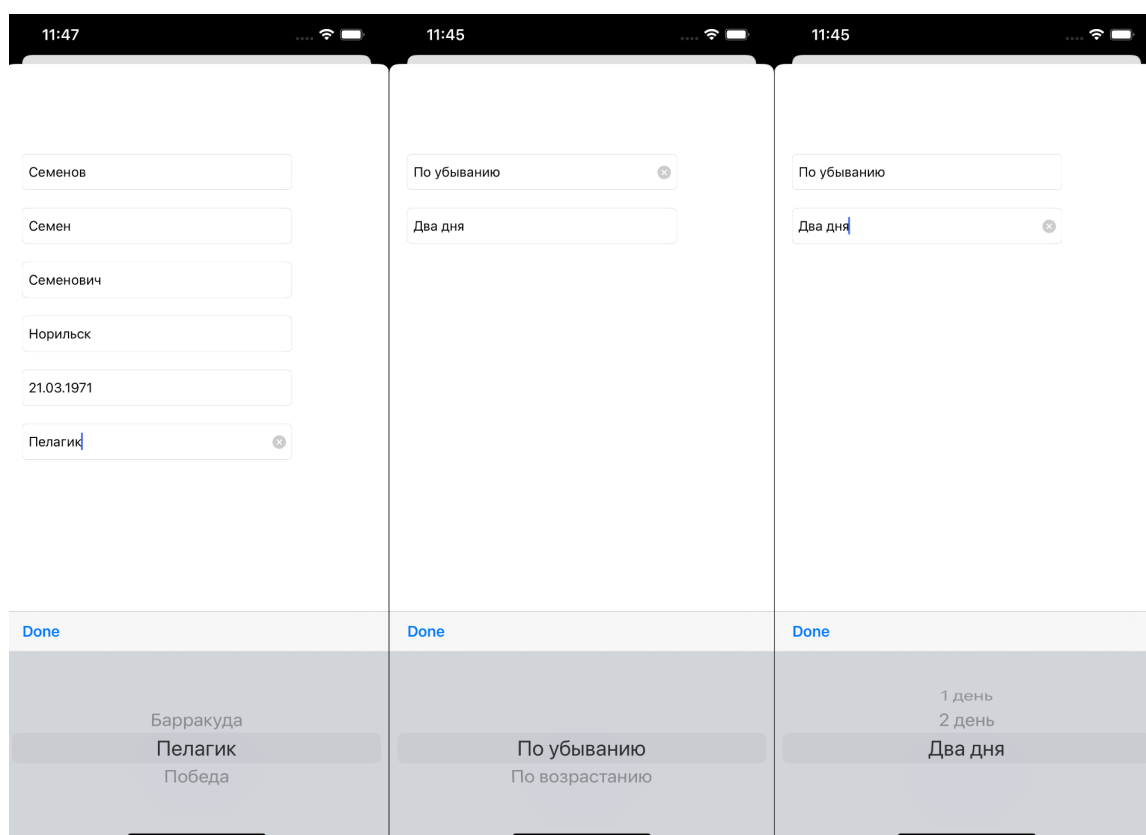 11:47
Семенов
Семен
Семенович
Норильск
21.03.1971
Пелагик
Done
Барракуда
Пелагик
Победа
11:45
По убыванию
Два дня
Done
По убыванию
По возрастанию
11:45
По убыванию
Два дня
Done
1 день
2 день
Два дня